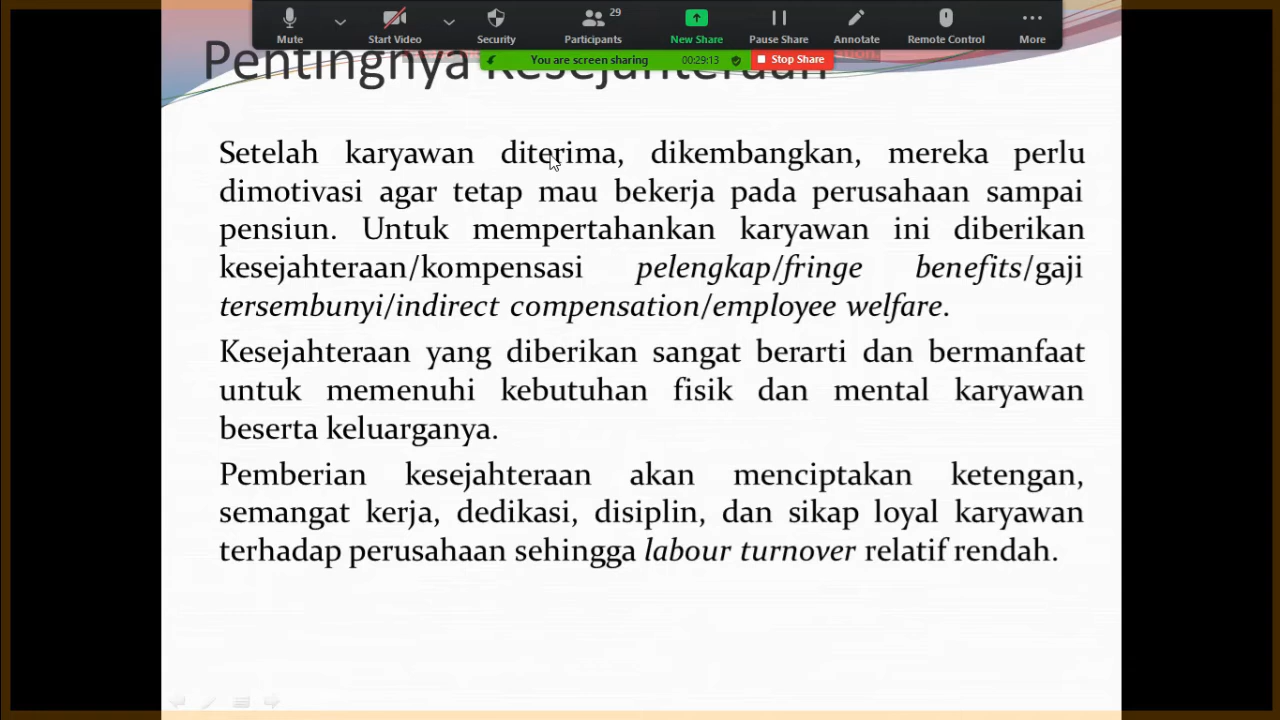 29
Mute
Start Video
Security
Participants
New Share
Pause Share
Annotate
Remote Control
More
You are screen sharing
00:29:13
Stop Share
Pentingnya Kesejahteraan
Setelah karyawan diterima, dikembangkan, mereka perlu
dimotivasi agar tetap mau bekerja pada perusahaan sampai
pensiun. Untuk mempertahankan karyawan ini diberikan
kesejahteraan/kompensasi pelengkap/fringe benefits/gaji
tersembunyi/indirect compensation/employee welfare.
Kesejahteraan yang diberikan sangat berarti dan bermanfaat
untuk memenuhi kebutuhan fisik dan mental karyawan
beserta keluarganya.
Pemberian kesejahteraan akan menciptakan ketengan,
semangat kerja, dedikasi, disiplin, dan sikap loyal karyawan
terhadap perusahaan sehingga labour turnover relatif rendah.